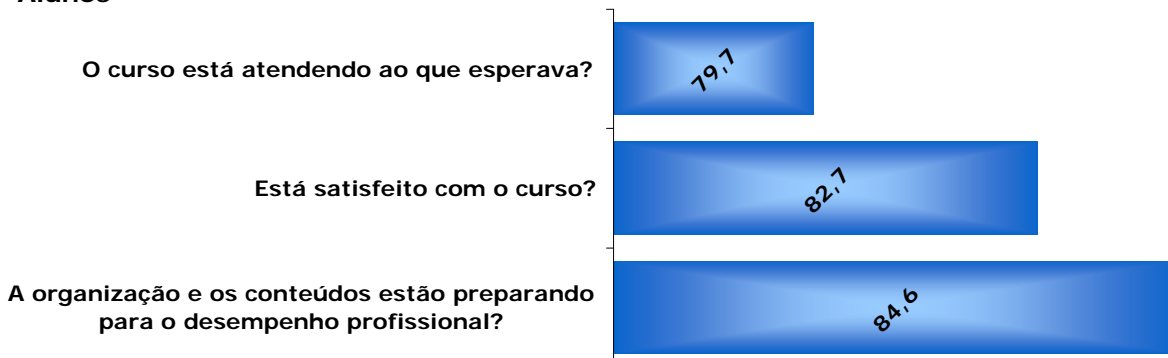 O curso está atendendo ao que esperava?
79,7
Está satisfeito com o curso?
82,7
A organização e os conteúdos estão preparando
para o desempenho profissional?
84,6